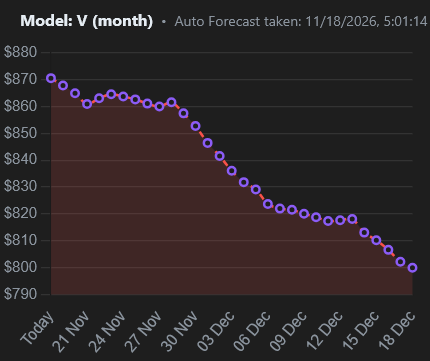 Model: V (month) • Auto Forecast taken: 11/18/2026, 5:01:14
$880
$870
$860
$850
$840
$830
$820
$810
$800
$790
Today
21 Nov
24 Nov
27 Nov
30 Nov
03 Dec
06 Dec
09 Dec
12 Dec
15 Dec
18 Dec